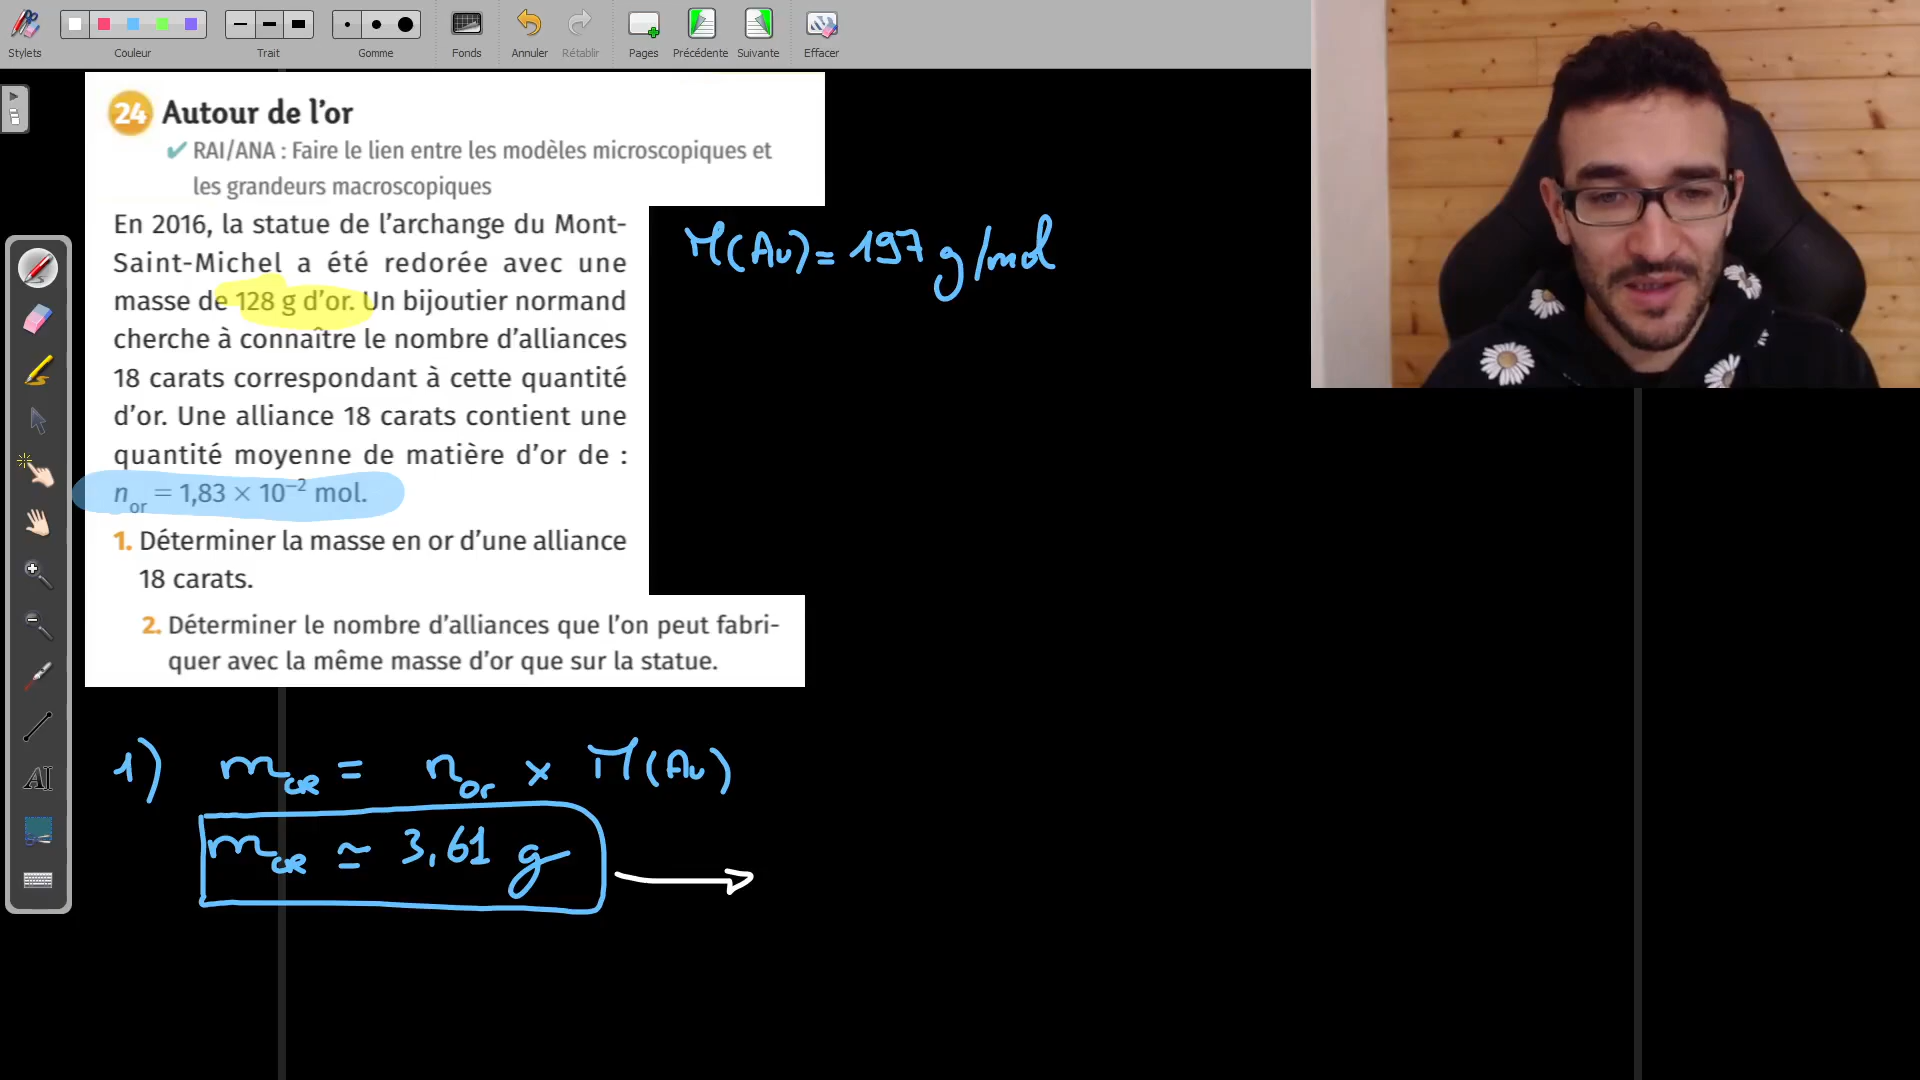 Stylets
Couleur
Trait
Gomme
Fonds
Annuler
Rétablir
Pages
Précédente
Suivante
Effacer
24 Autour de l’or
✔ RAI/ANA : Faire le lien entre les modèles microscopiques et
les grandeurs macroscopiques
En 2016, la statue de l’archange du Mont-
Saint-Michel a été redorée avec une
masse de 128 g d’or. Un bijoutier normand
cherche à connaître le nombre d’alliances
18 carats correspondant à cette quantité
d’or. Une alliance 18 carats contient une
quantité moyenne de matière d’or de :
n_or = 1,83 × 10⁻² mol.
1. Déterminer la masse en or d’une alliance
18 carats.
2. Déterminer le nombre d’alliances que l’on peut fabri-
quer avec la même masse d’or que sur la statue.
M(Au) = 197 g/mol
AI
1) m_OR = n_or × M(Au)
m_OR ≃ 3,61 g